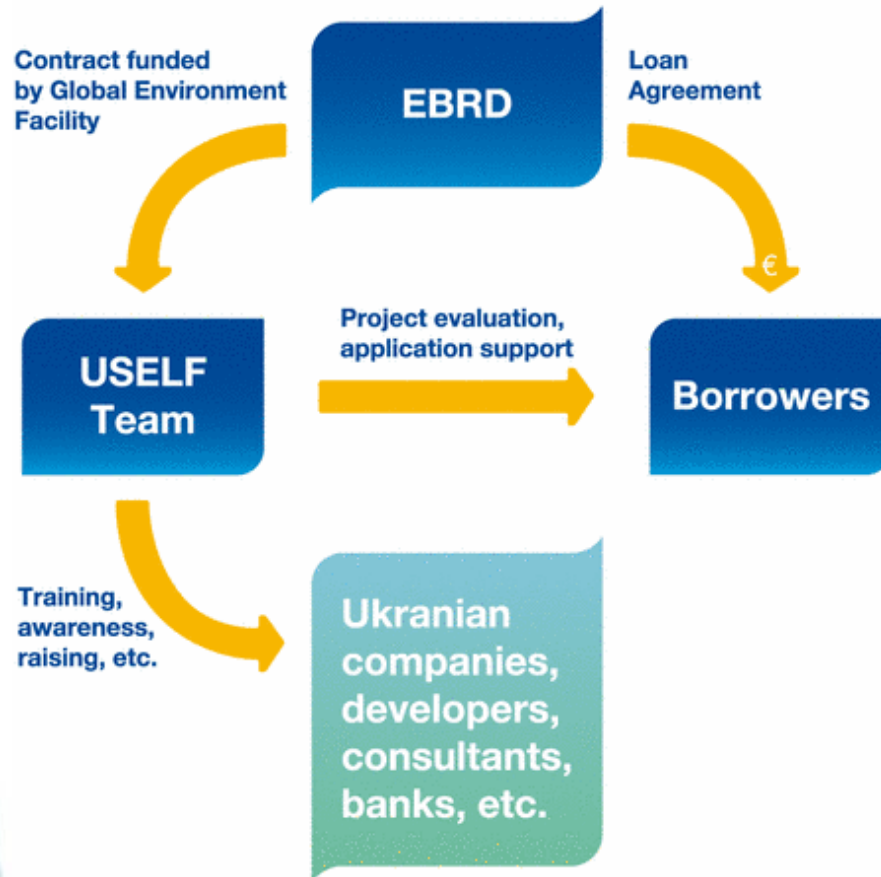 Contract funded
by Global Environment
Facility
EBRD
Loan
Agreement
€
USELF
Team
Project evaluation,
application support
Borrowers
Training,
awareness,
raising, etc.
Ukranian
companies,
developers,
consultants,
banks, etc.